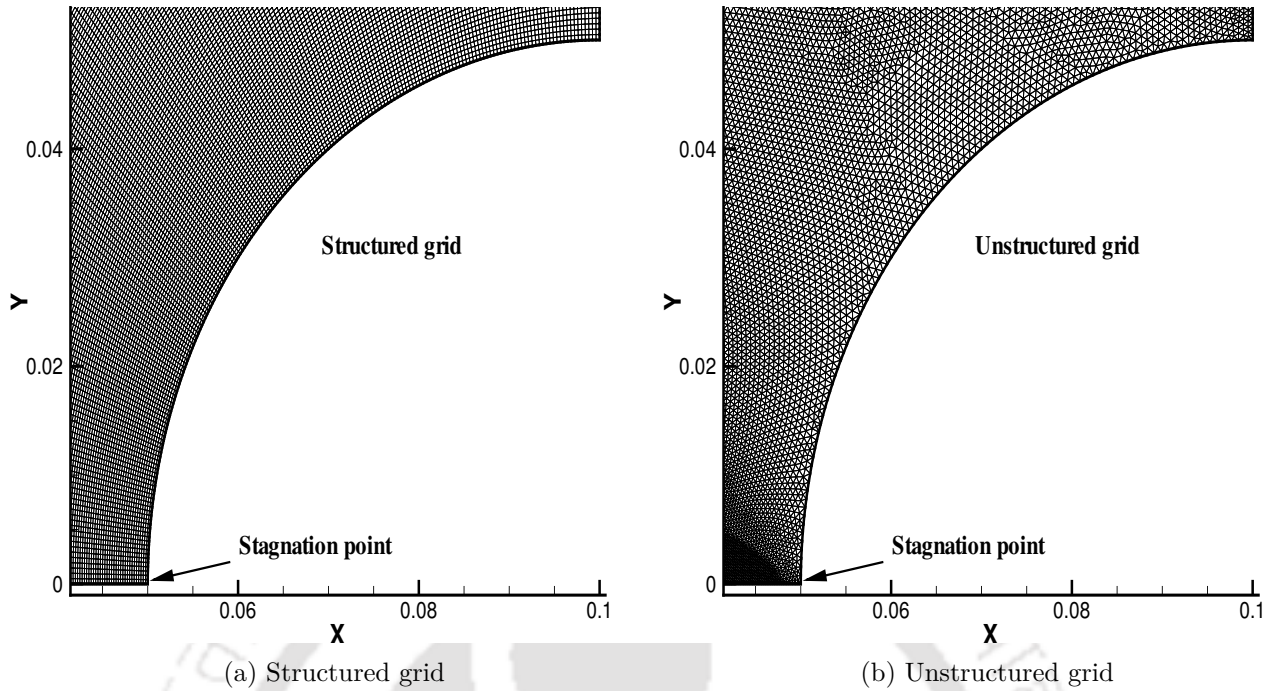 0.04
Structured grid
Y
0.02
Stagnation point
0
0.06
0.08
0.1
X
(a) Structured grid
0.04
Unstructured grid
Y
0.02
Stagnation point
0
0.06
0.08
0.1
X
(b) Unstructured grid